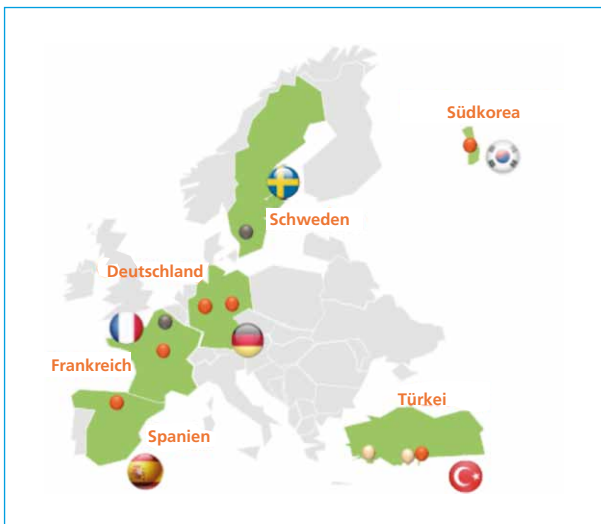 Südkorea
Schweden
Deutschland
Frankreich
Türkei
Spanien